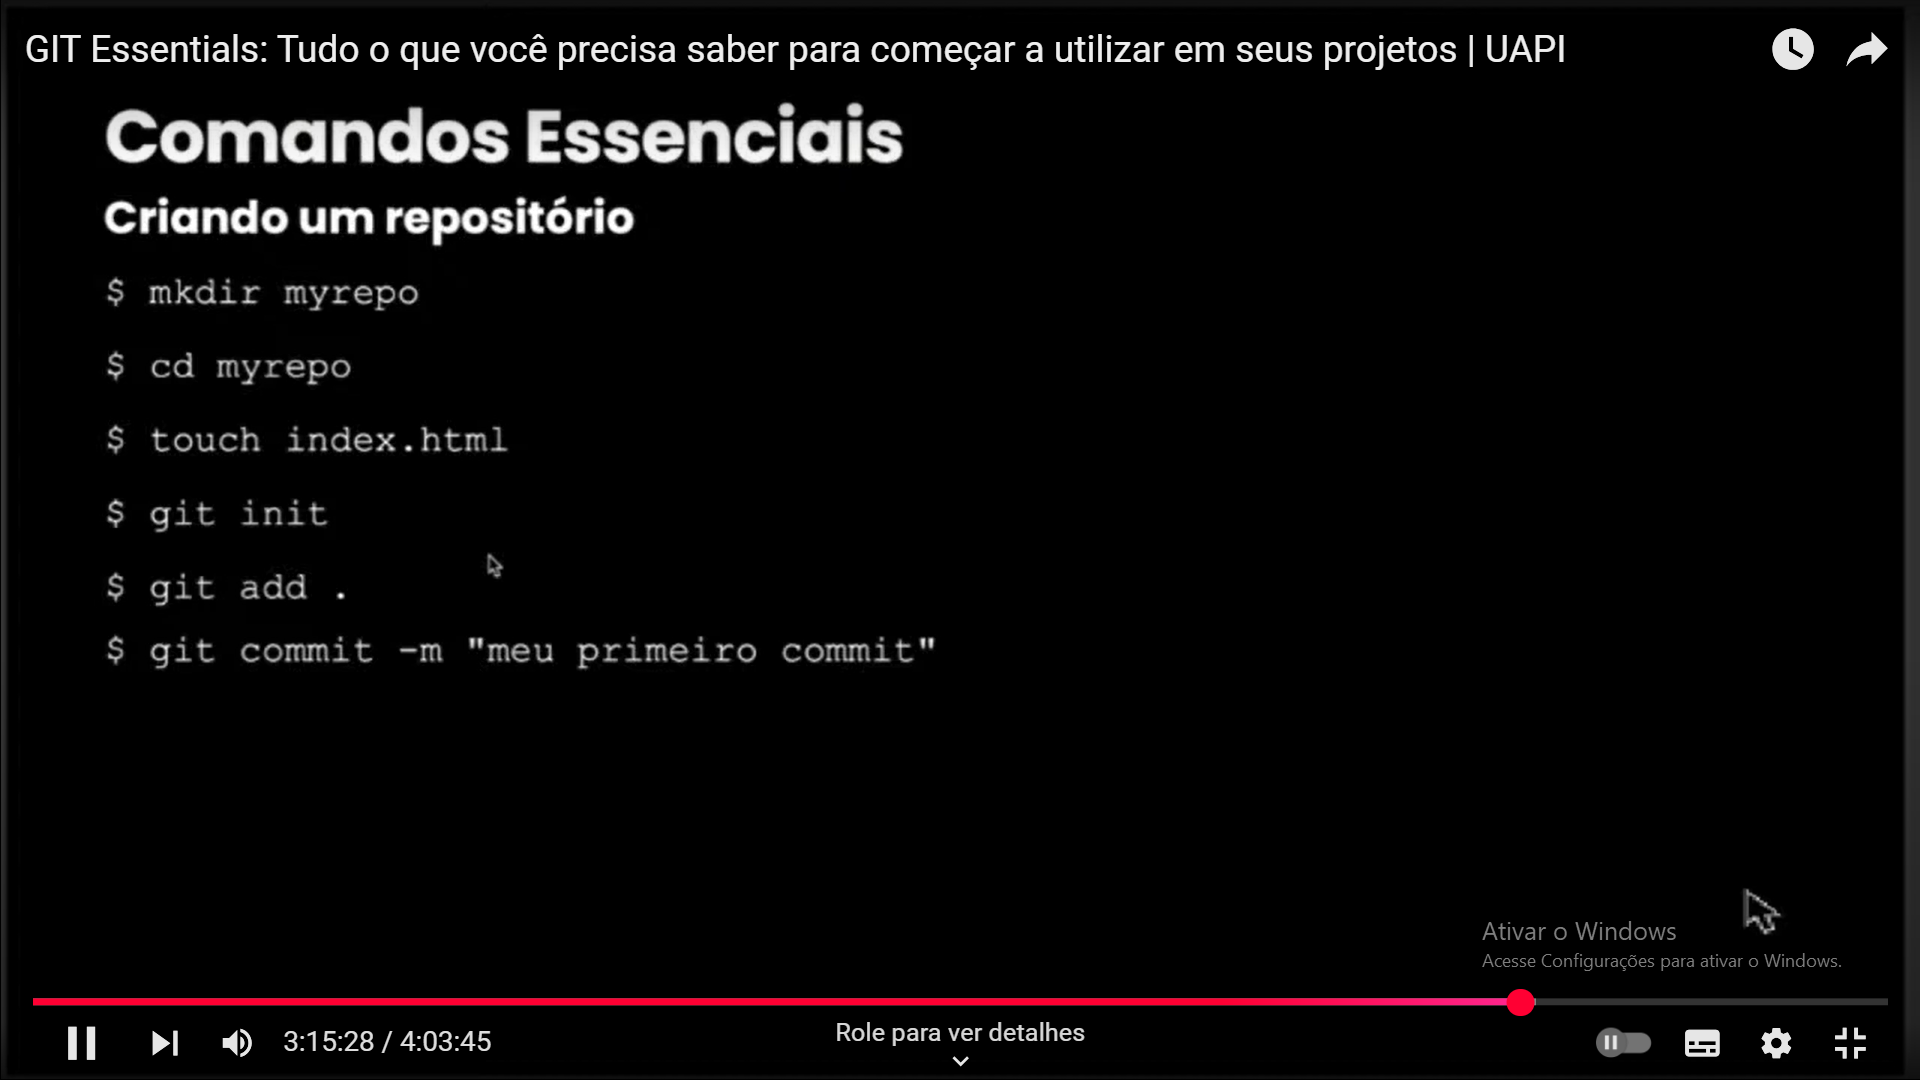 GIT Essentials: Tudo o que você precisa saber para começar a utilizar em seus projetos | UAPI
Comandos Essenciais
Criando um repositório
$ mkdir myrepo
$ cd myrepo
$ touch index.html
$ git init
$ git add .
$ git commit -m "meu primeiro commit"
Ativar o Windows
Acesse Configurações para ativar o Windows.
3:15:28 / 4:03:45
Role para ver detalhes